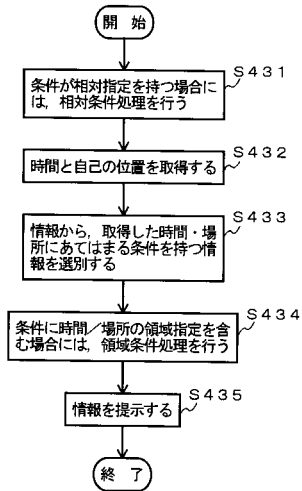 開 始
S431
条件が相対指定を持つ場合に
は，相対条件処理を行う
S432
時間と自己の位置を取得する
S433
情報から，取得した時間・場
所にあてはまる条件を持つ情
報を選別する
S434
条件に時間／場所の領域指定を含
む場合には，領域条件処理を行う
S435
情報を提示する
終 了